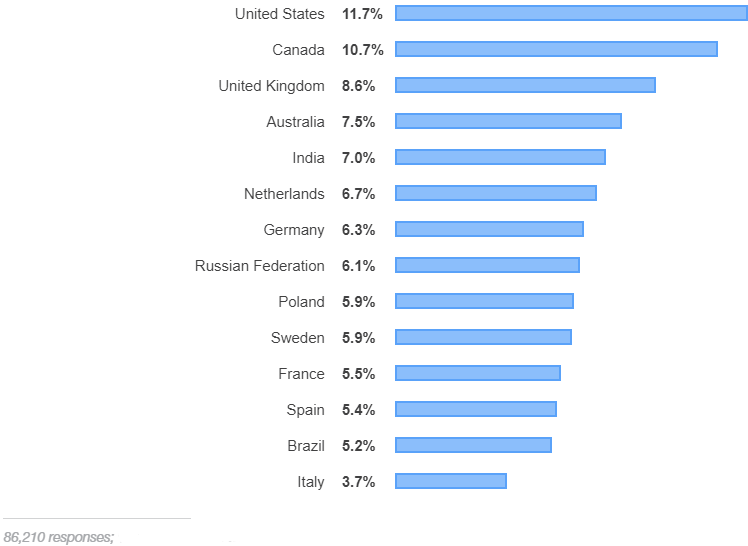 United States 11.7%
Canada 10.7%
United Kingdom 8.6%
Australia 7.5%
India 7.0%
Netherlands 6.7%
Germany 6.3%
Russian Federation 6.1%
Poland 5.9%
Sweden 5.9%
France 5.5%
Spain 5.4%
Brazil 5.2%
Italy 3.7%
86,210 responses;